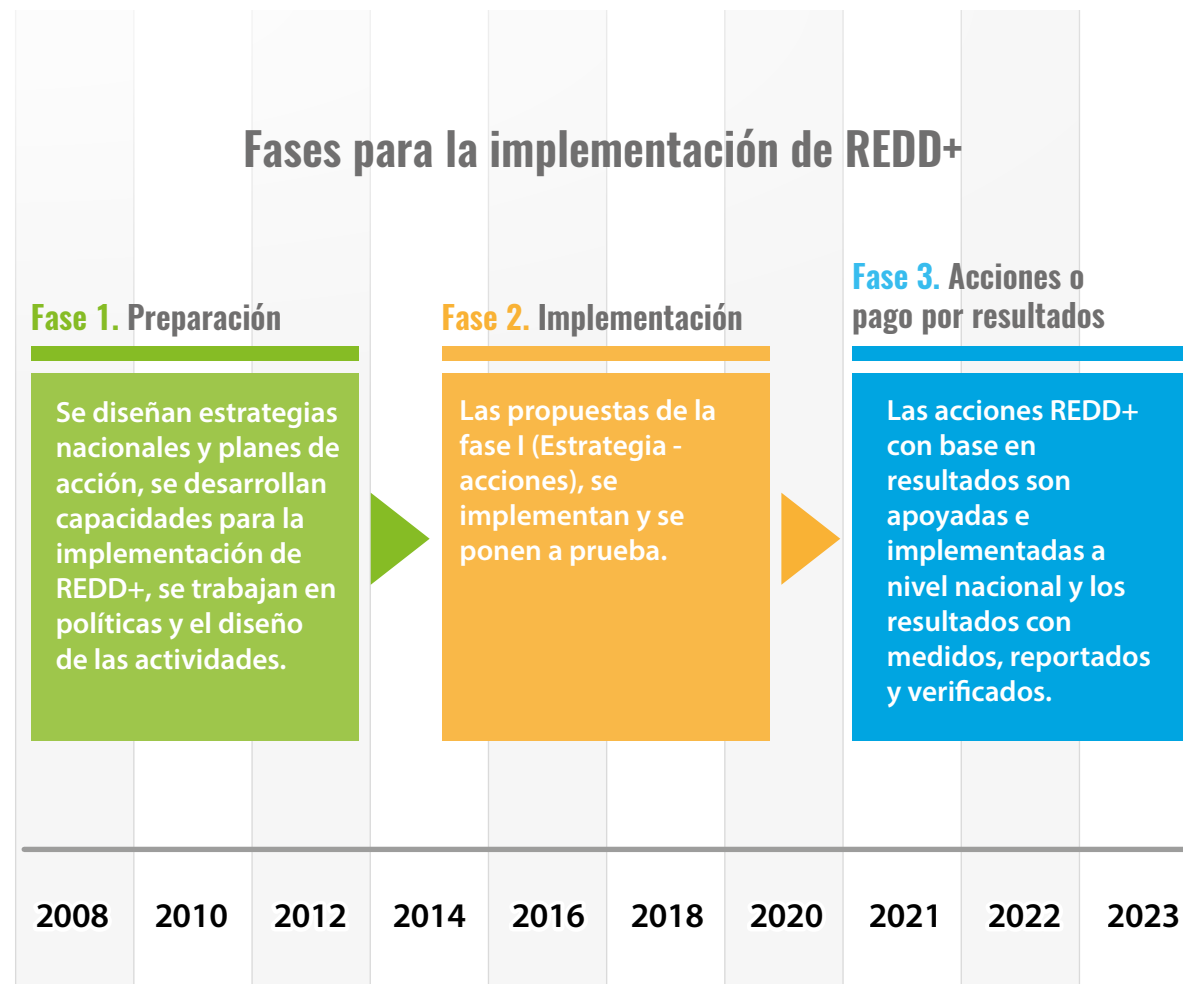 Fases para la implementación de REDD+
Fase 1. Preparación
Se diseñan estrategias
nacionales y planes de
acción, se desarrollan
capacidades para la
implementación de
REDD+, se trabajan en
políticas y el diseño
de las actividades.
Fase 2. Implementación
Las propuestas de la
fase I (Estrategia -
acciones), se
implementan y se
ponen a prueba.
Fase 3. Acciones o
pago por resultados
Las acciones REDD+
con base en
resultados son
apoyadas e
implementadas a
nivel nacional y los
resultados con
medidos, reportados
y verificados.
2008 2010 2012 2014 2016 2018 2020 2021 2022 2023